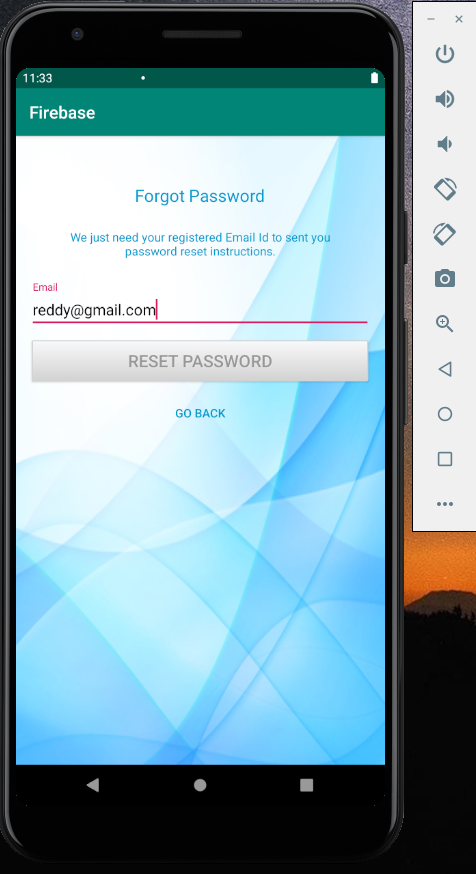 11:33
Firebase
Forgot Password
We just need your registered Email Id to sent you
password reset instructions.
Email
reddy@gmail.com
RESET PASSWORD
GO BACK